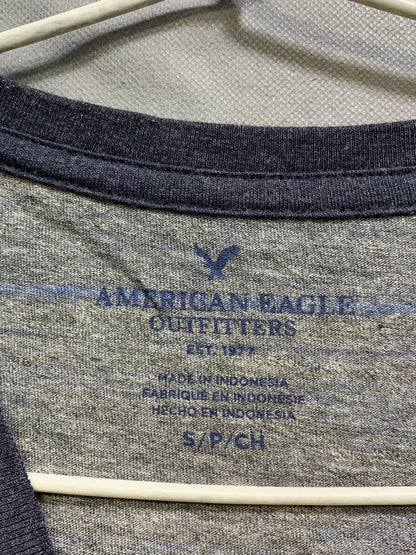 AMERICAN EAGLE
OUTFITTERS
EST. 1977
MADE IN INDONESIA
FABRIQUÉ EN INDONÉSIE
HECHO EN INDONESIA
S/P/CH